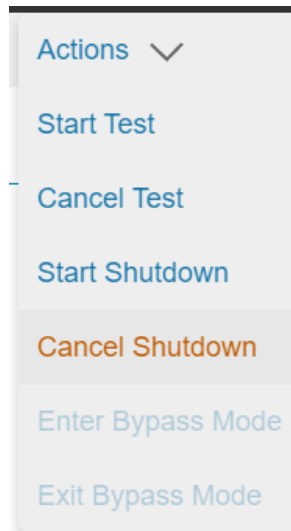 Actions
Start Test
Cancel Test
Start Shutdown
Cancel Shutdown
Enter Bypass Mode
Exit Bypass Mode